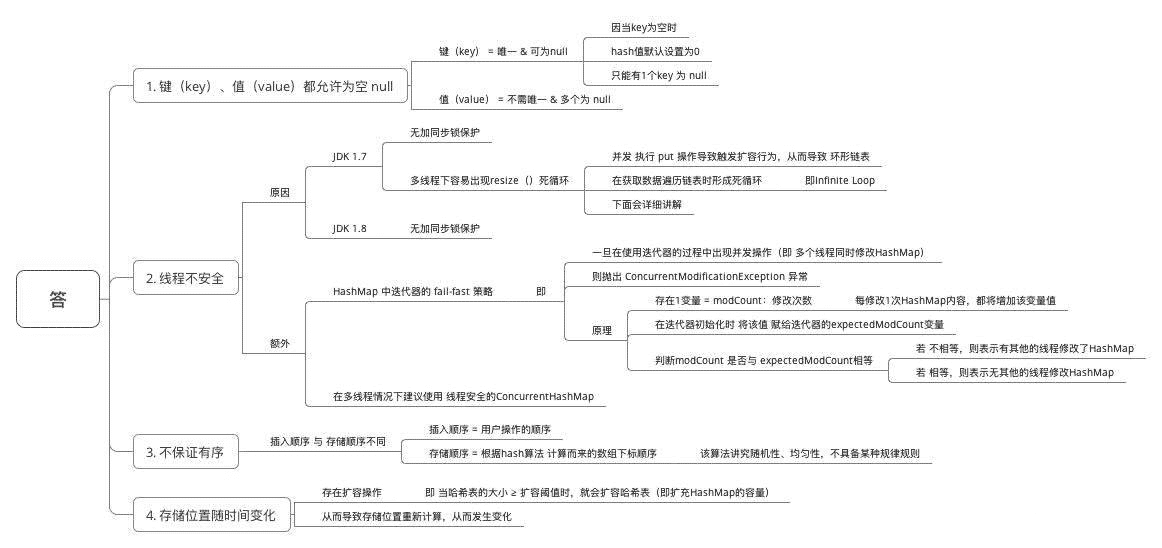 答
1. 键（key）、值（value）都允许为空 null
键（key） = 唯一 & 可为null
因当key为空时
hash值默认设置为0
只能有1个key 为 null
值（value） = 不需唯一 & 多个为 null
2. 线程不安全
原因
JDK 1.7
无加同步锁保护
多线程下容易出现resize（）死循环
并发 执行 put 操作导致触发扩容行为，从而导致 环形链表
在获取数据遍历链表时形成死循环
即Infinite Loop
下面会详细讲解
JDK 1.8
无加同步锁保护
额外
HashMap 中迭代器的 fail-fast 策略
即
一旦在使用迭代器的过程中出现并发操作（即 多个线程同时修改HashMap）
则抛出 ConcurrentModificationException 异常
原理
存在1变量 = modCount：修改次数
每修改1次HashMap内容，都将增加该变量值
在迭代器初始化时 将该值 赋给迭代器的expectedModCount变量
判断modCount 是否与 expectedModCount相等
若 不相等，则表示有其他的线程修改了HashMap
若 相等，则表示无其他的线程修改HashMap
在多线程情况下建议使用 线程安全的ConcurrentHashMap
3. 不保证有序
插入顺序 与 存储顺序不同
插入顺序 = 用户操作的顺序
存储顺序 = 根据hash算法 计算而来的数组下标顺序
该算法讲究随机性、均匀性，不具备某种规律规则
4. 存储位置随时间变化
存在扩容操作
即 当哈希表的大小 ≥ 扩容阈值时，就会扩容哈希表（即扩充HashMap的容量）
从而导致存储位置重新计算，从而发生变化